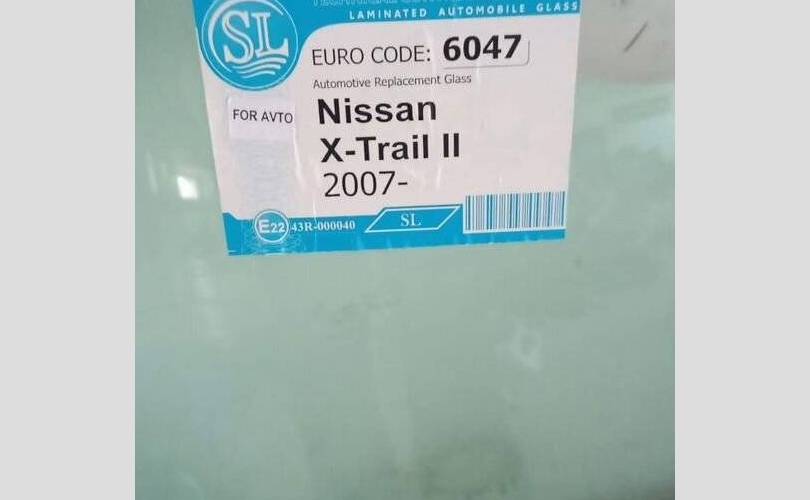 LAMINATED AUTOMOBILE GLASS
SL
EURO CODE: 6047
Automotive Replacement Glass
FOR AVTO
Nissan
X-Trail II
2007-
E22 43R-000040
SL